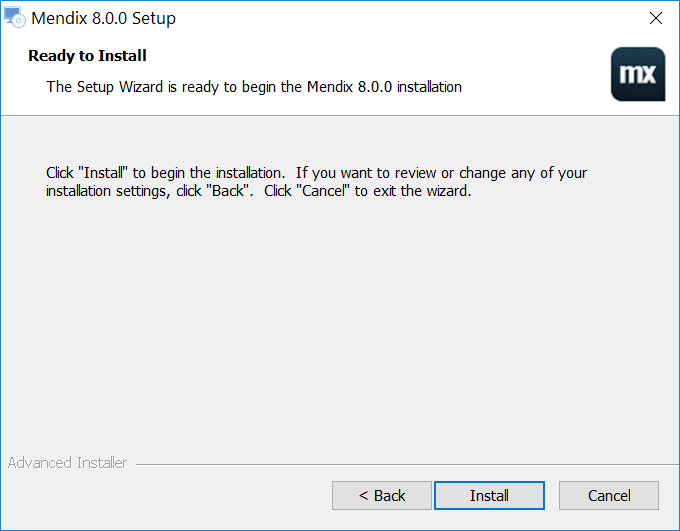 Mendix 8.0.0 Setup
Ready to Install
The Setup Wizard is ready to begin the Mendix 8.0.0 installation
mx
Click "Install" to begin the installation.  If you want to review or change any of your
installation settings, click "Back".  Click "Cancel" to exit the wizard.
Advanced Installer
< Back
Install
Cancel